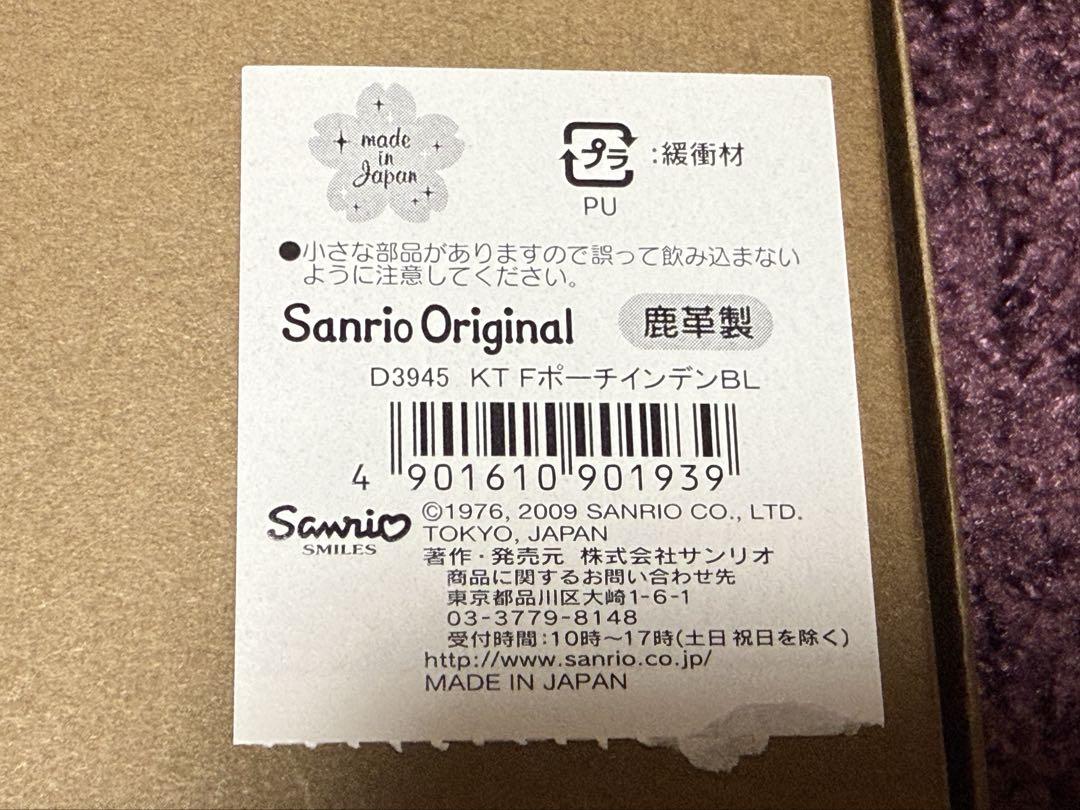 made
in
Japan
プラ :緩衝材
PU
●小さな部品がありますので誤って飲み込まない
ように注意してください。
Sanrio Original 鹿革製
D3945 KT FポーチインデンBL
4 901610 901939
Sanrio
SMILES
©1976, 2009 SANRIO CO., LTD.
TOKYO, JAPAN
著作・発売元 株式会社サンリオ
商品に関するお問い合わせ先
東京都品川区大崎1-6-1
03-3779-8148
受付時間:10時〜17時(土日祝日を除く)
http://www.sanrio.co.jp/
MADE IN JAPAN